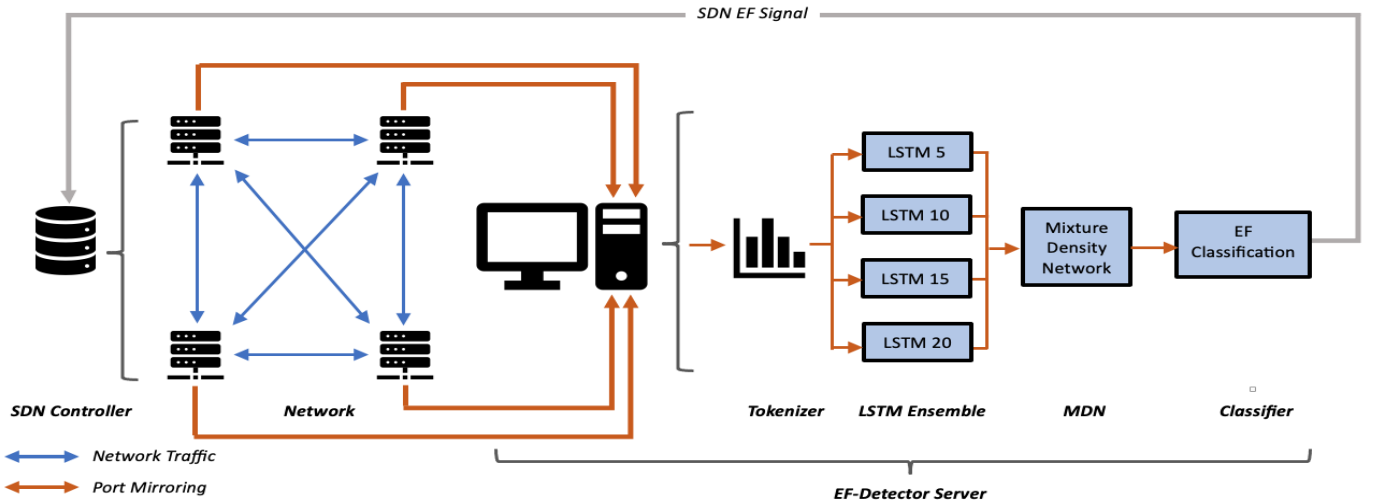 SDN EF Signal
LSTM 5
LSTM 10
LSTM 15
LSTM 20
Mixture
Density
Network
EF
Classification
SDN Controller
Network
Tokenizer
LSTM Ensemble
MDN
Classifier
Network Traffic
Port Mirroring
EF-Detector Server